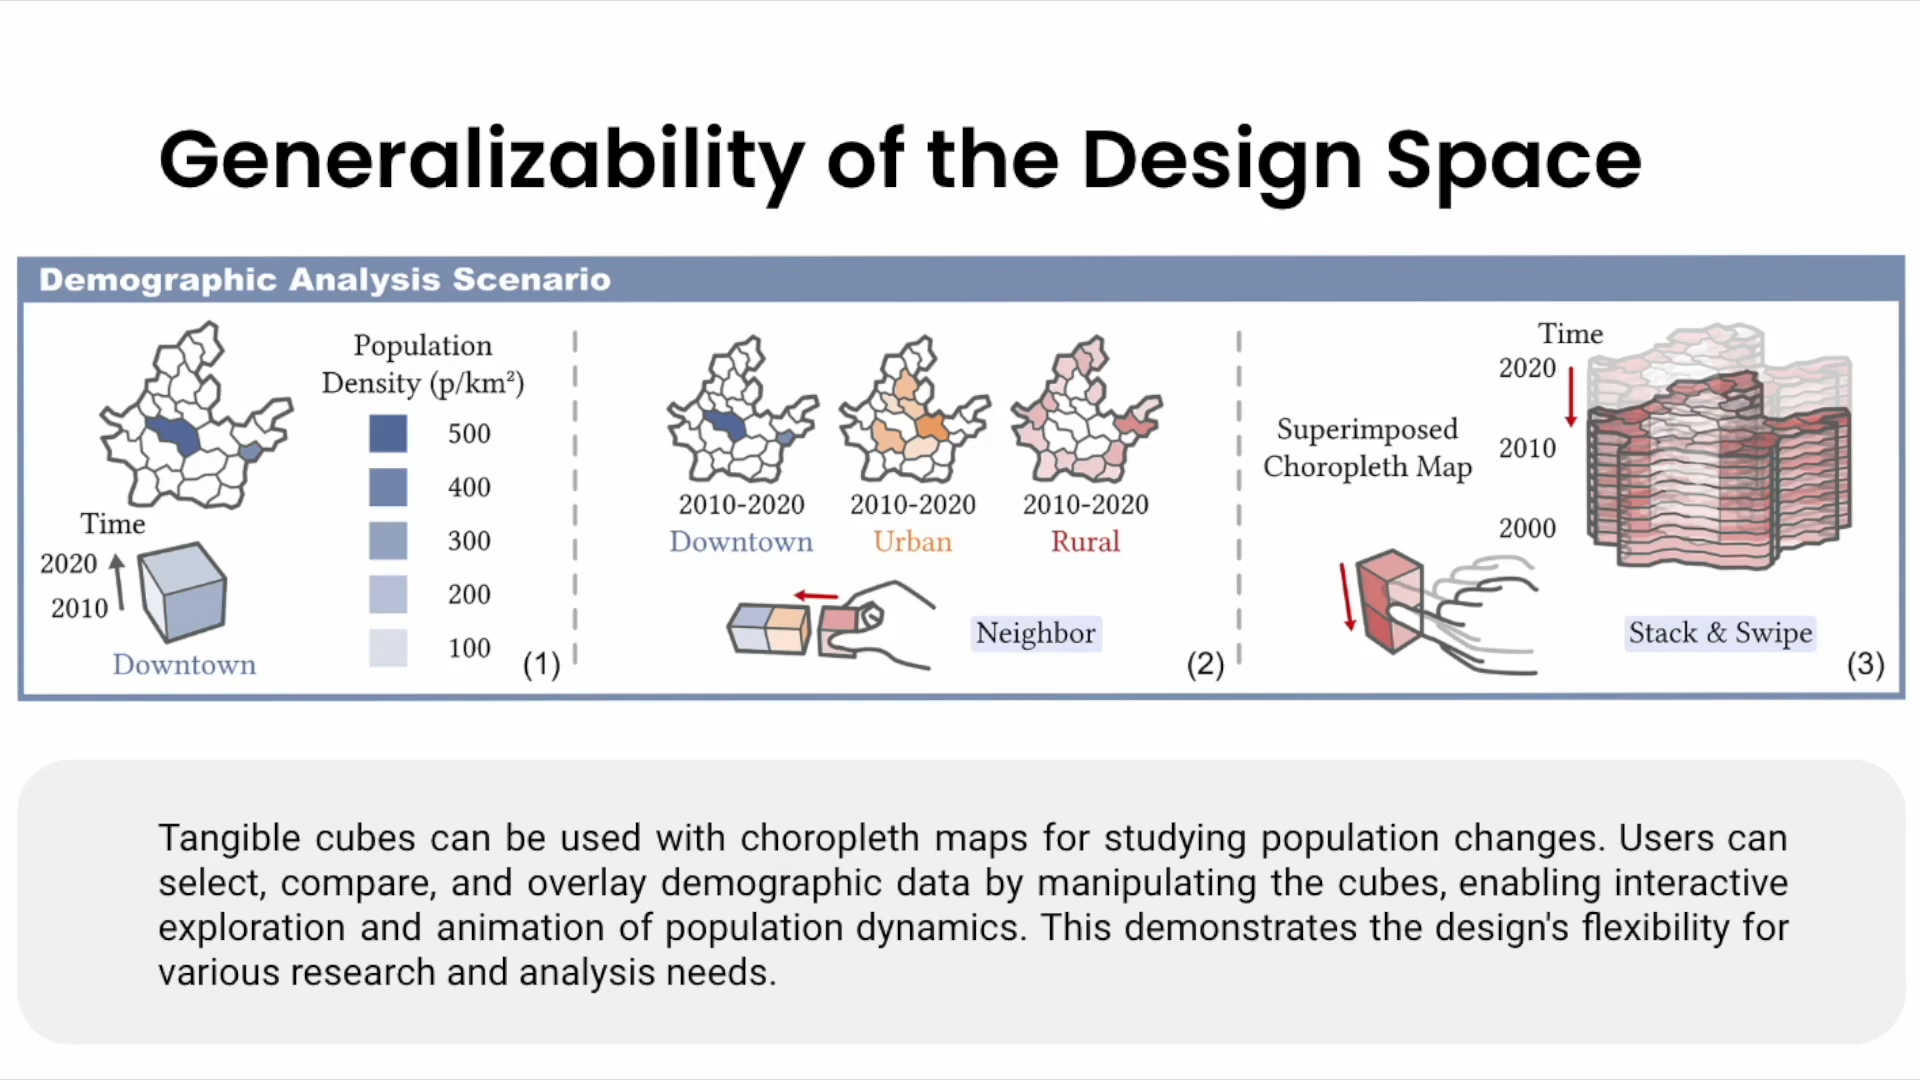 Generalizability of the Design Space
Demographic Analysis Scenario
Population
Density (p/km²)
500
400
300
200
100
Time
2020
2010
Downtown
(1)
2010-2020
2010-2020
2010-2020
Downtown
Urban
Rural
Neighbor
(2)
Time
2020
2010
2000
Superimposed
Choropleth Map
Stack & Swipe
(3)
Tangible cubes can be used with choropleth maps for studying population changes. Users can
select, compare, and overlay demographic data by manipulating the cubes, enabling interactive
exploration and animation of population dynamics. This demonstrates the design's flexibility for
various research and analysis needs.